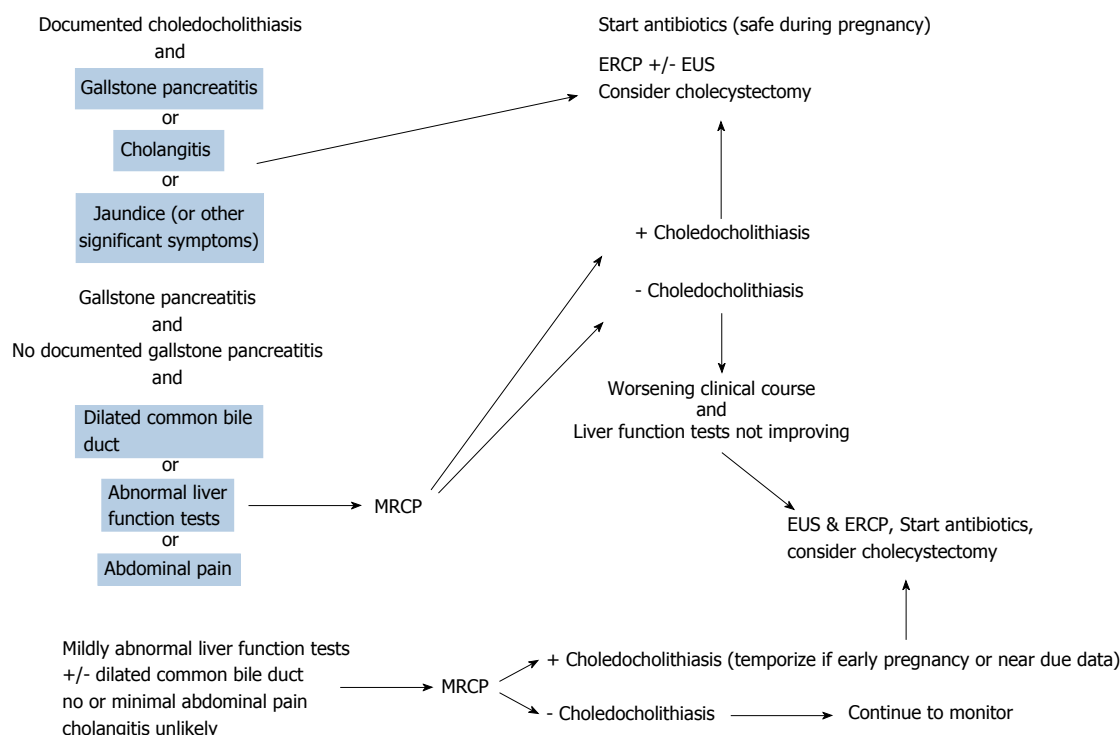 Documented choledocholithiasis
and
Gallstone pancreatitis
or
Cholangitis
or
Jaundice (or other
significant symptoms)
Start antibiotics (safe during pregnancy)
ERCP +/- EUS
Consider cholecystectomy
+ Choledocholithiasis
- Choledocholithiasis
Gallstone pancreatitis
and
No documented gallstone pancreatitis
and
Dilated common bile
duct
or
Abnormal liver
function tests
or
Abdominal pain
MRCP
Worsening clinical course
and
Liver function tests not improving
EUS & ERCP, Start antibiotics,
consider cholecystectomy
Mildly abnormal liver function tests
+/- dilated common bile duct
no or minimal abdominal pain
cholangitis unlikely
MRCP
+ Choledocholithiasis (temporize if early pregnancy or near due data)
- Choledocholithiasis
Continue to monitor